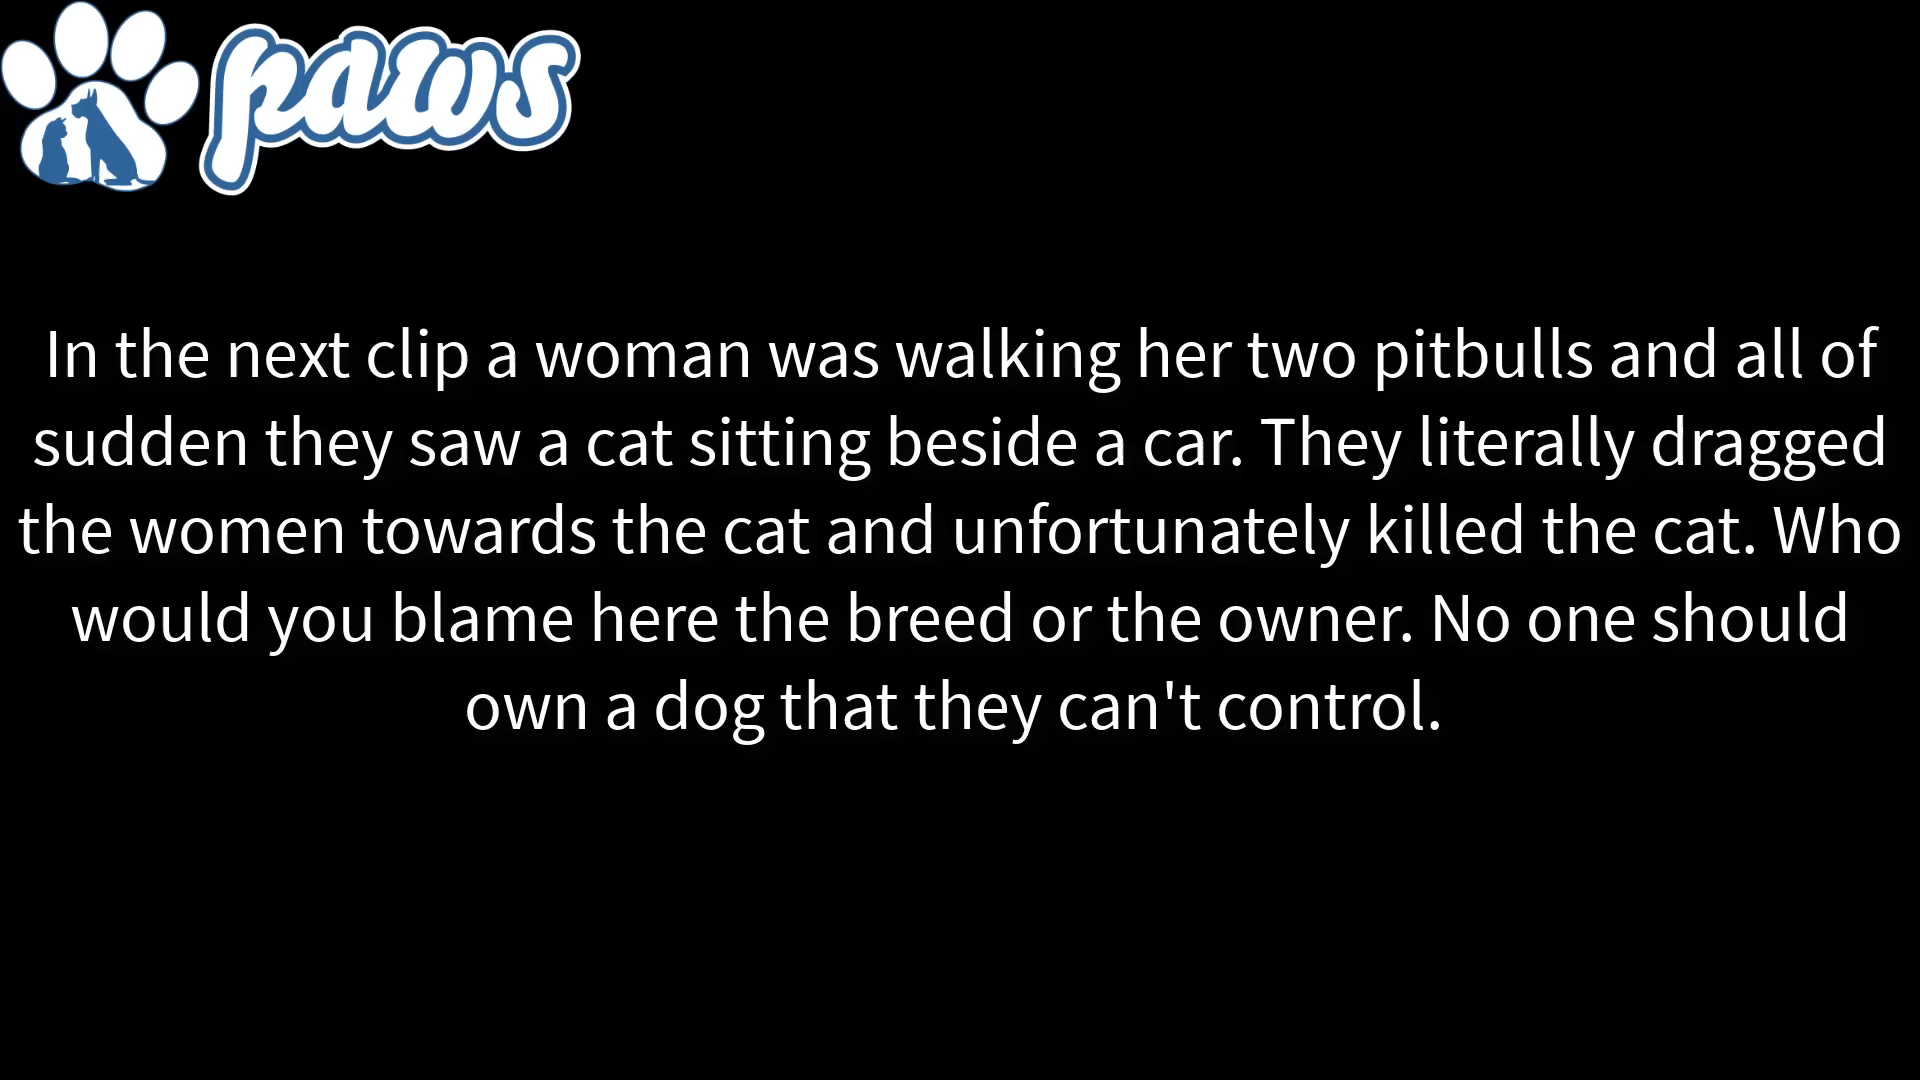 paws
In the next clip a woman was walking her two pitbulls and all of
sudden they saw a cat sitting beside a car. They literally dragged
the women towards the cat and unfortunately killed the cat. Who
would you blame here the breed or the owner. No one should
own a dog that they can't control.